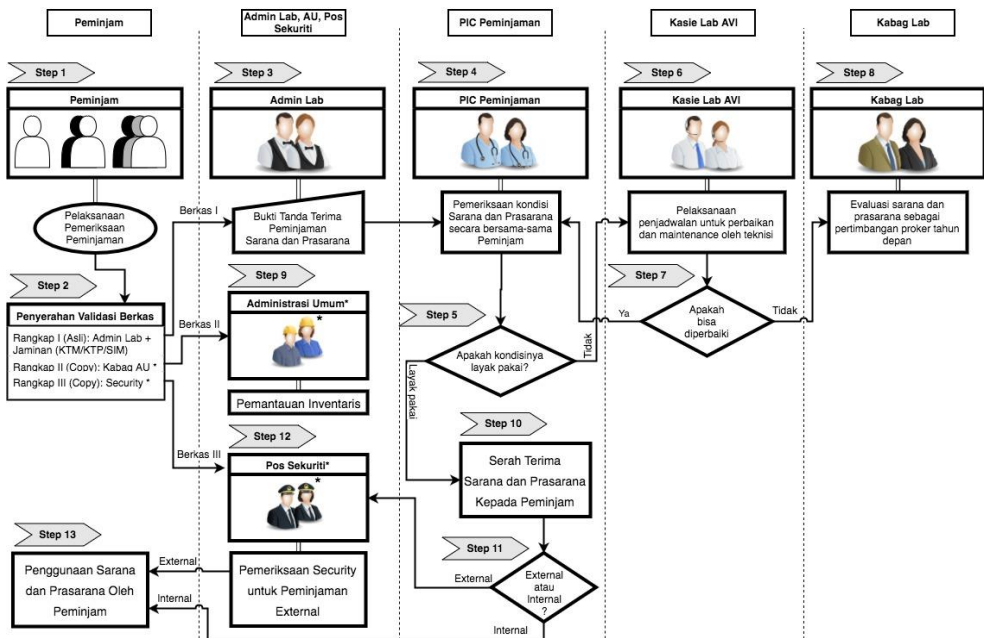 Peminjam
Admin Lab, AU, Pos
Sekuriti
PIC Peminjaman
Kasie Lab AVI
Kabag Lab
Step 1
Peminjam
Pelaksanaan
Pemeriksaan
Peminjaman
Step 2
Penyerahan Validasi Berkas
Rangkap I (Asli): Admin Lab +
Jaminan (KTM/KTP/SIM)
Rangkap II (Copy): Kabag AU *
Rangkap III (Copy): Security *
Berkas I
Berkas II
Berkas III
Step 3
Admin Lab
Bukti Tanda Terima
Peminjaman
Sarana dan Prasarana
Step 9
Administrasi Umum*
*
Pemantauan Inventaris
Step 12
Pos Sekuriti*
*
Pemeriksaan Security
untuk Peminjaman
External
Step 13
Penggunaan Sarana
dan Prasarana Oleh
Peminjam
External
Internal
Step 4
PIC Peminjaman
Pemeriksaan kondisi
Sarana dan Prasarana
secara bersama-sama
Peminjam
Step 5
Apakah kondisinya
layak pakai?
Tidak
Layak pakai
Step 10
Serah Terima
Sarana dan Prasarana
Kepada Peminjam
Step 11
External
atau
Internal
?
External
Internal
Step 6
Kasie Lab AVI
Pelaksanaan
penjadwalan untuk perbaikan
dan maintenance oleh teknisi
Step 7
Apakah
bisa
diperbaiki
Ya
Tidak
Step 8
Kabag Lab
Evaluasi sarana dan
prasarana sebagai
pertimbangan proker tahun
depan